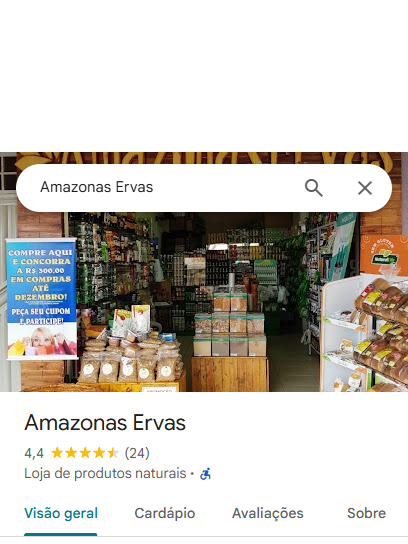 Amazonas Ervas
COMPRE AQUI
E CONCORRA
A R$ 300.00
EM COMPRAS
ATÉ
DEZEMBRO!
PEÇA SEU CUPOM
E PARTICIPE!
Amazonas Ervas
4,4 (24)
Loja de produtos naturais •
Visão geral Cardápio Avaliações Sobre